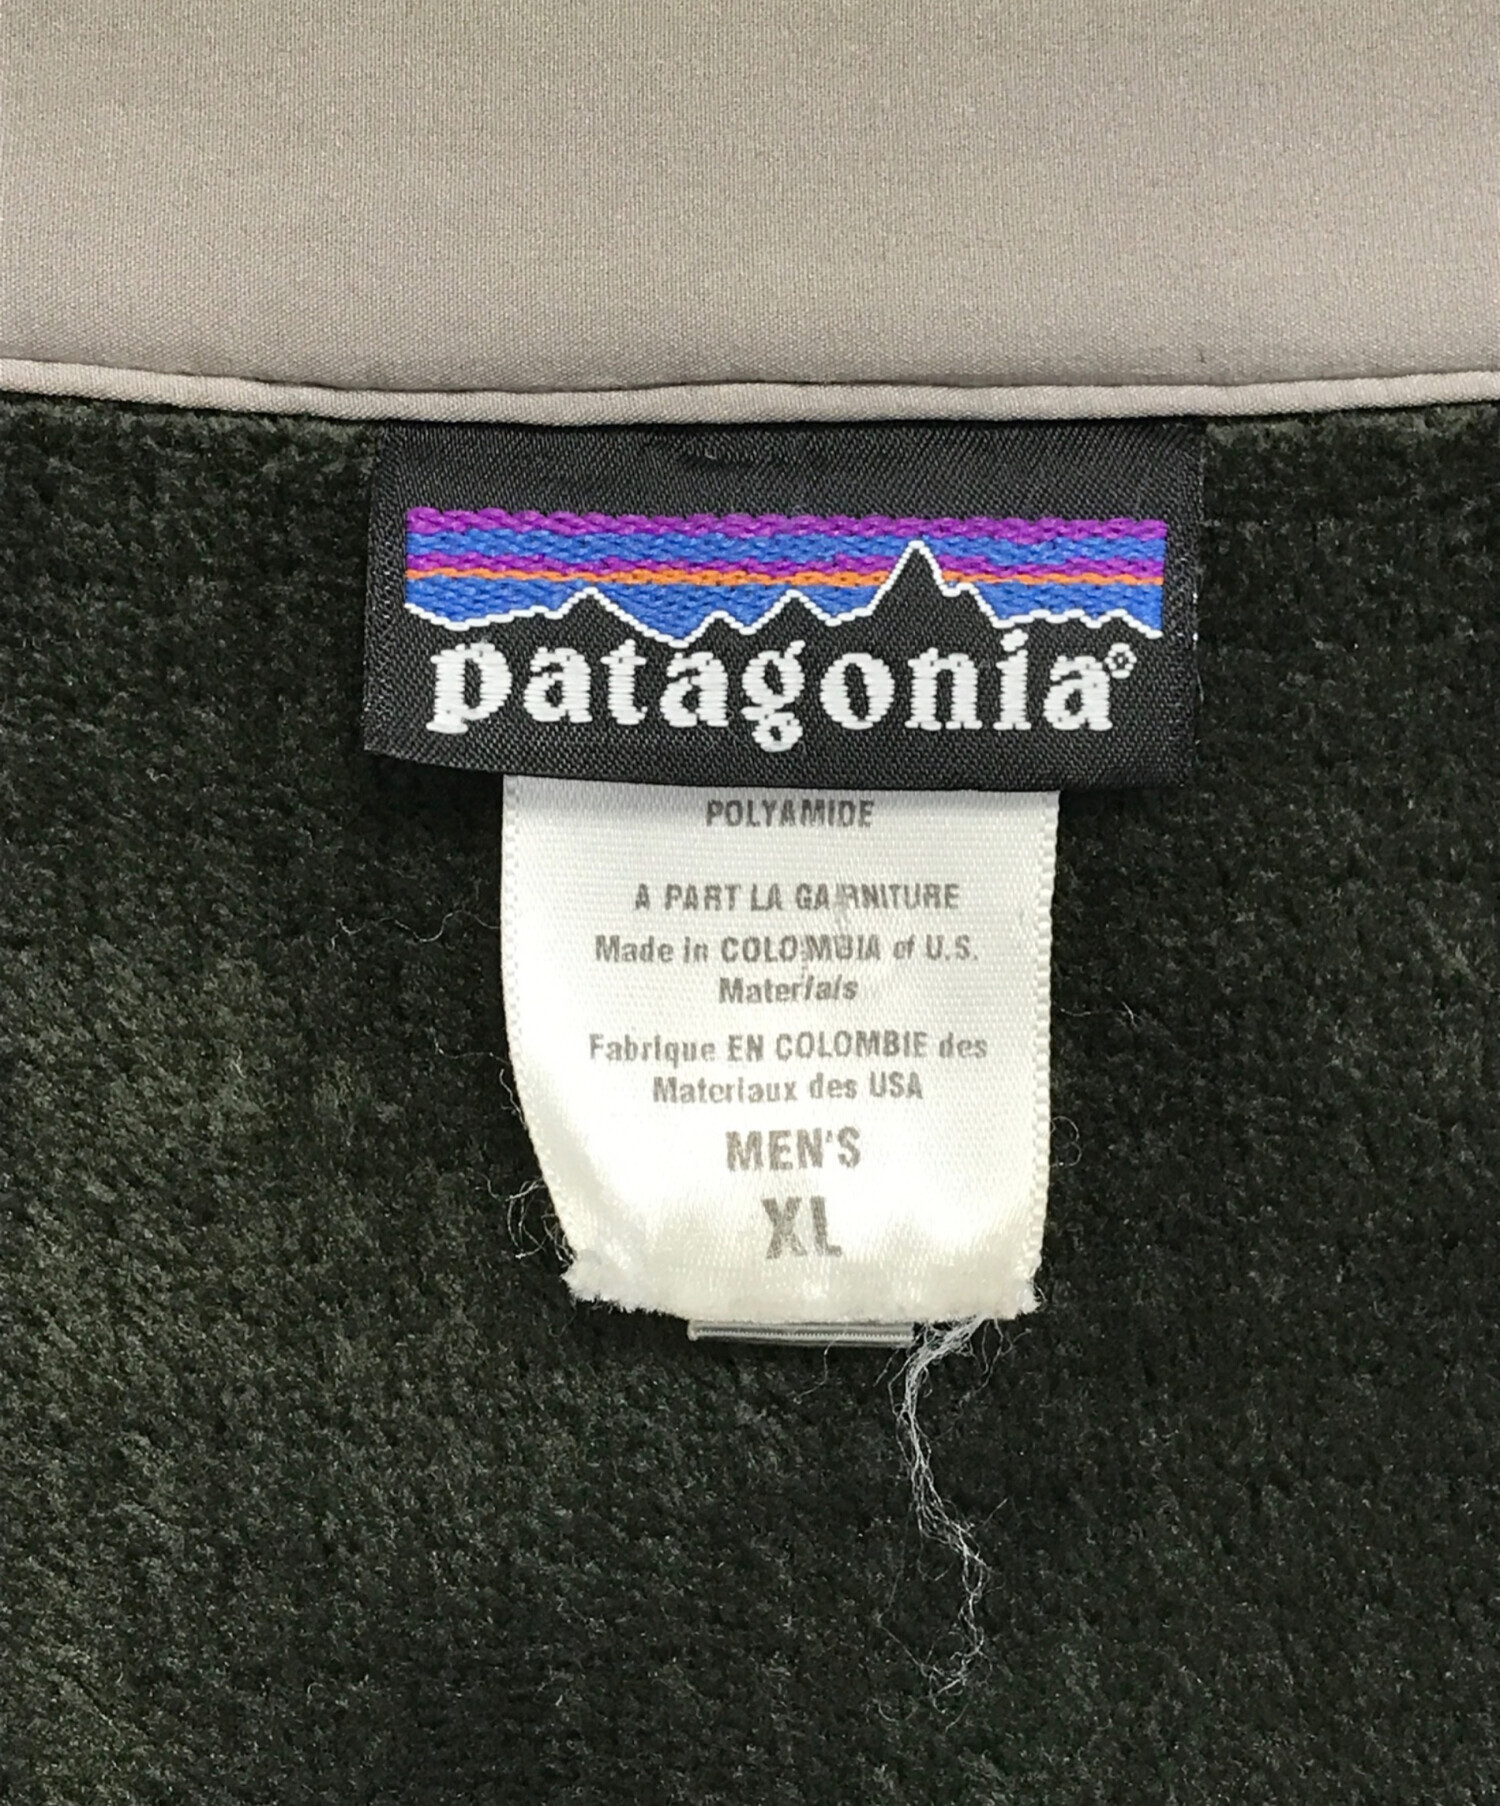 patagonia®
POLYAMIDE
A PART LA GARNITURE
Made in COLOMBIA of U.S.
Materials
Fabrique EN COLOMBIE des
Materiaux des USA
MEN'S
XL